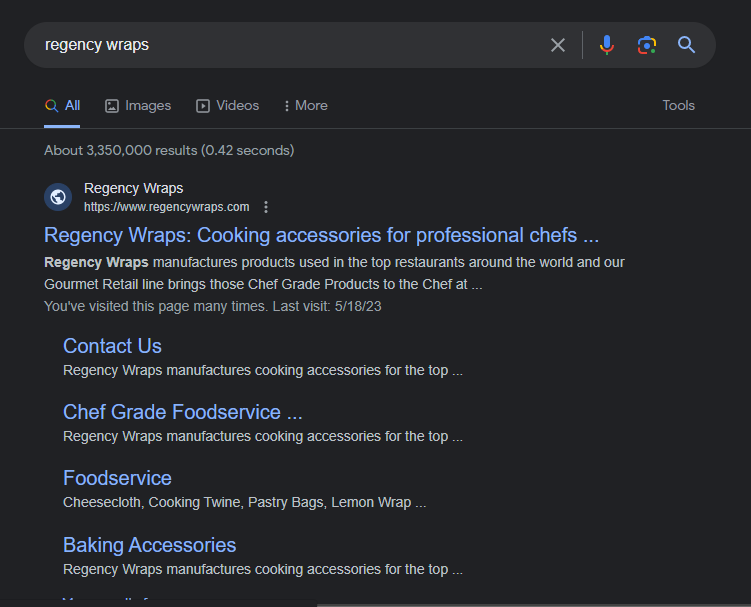 regency wraps
All Images Videos More Tools
About 3,350,000 results (0.42 seconds)
Regency Wraps
https://www.regencywraps.com
Regency Wraps: Cooking accessories for professional chefs ...
Regency Wraps manufactures products used in the top restaurants around the world and our
Gourmet Retail line brings those Chef Grade Products to the Chef at ...
You've visited this page many times. Last visit: 5/18/23
Contact Us
Regency Wraps manufactures cooking accessories for the top ...
Chef Grade Foodservice ...
Regency Wraps manufactures cooking accessories for the top ...
Foodservice
Cheesecloth, Cooking Twine, Pastry Bags, Lemon Wrap ...
Baking Accessories
Regency Wraps manufactures cooking accessories for the top ...